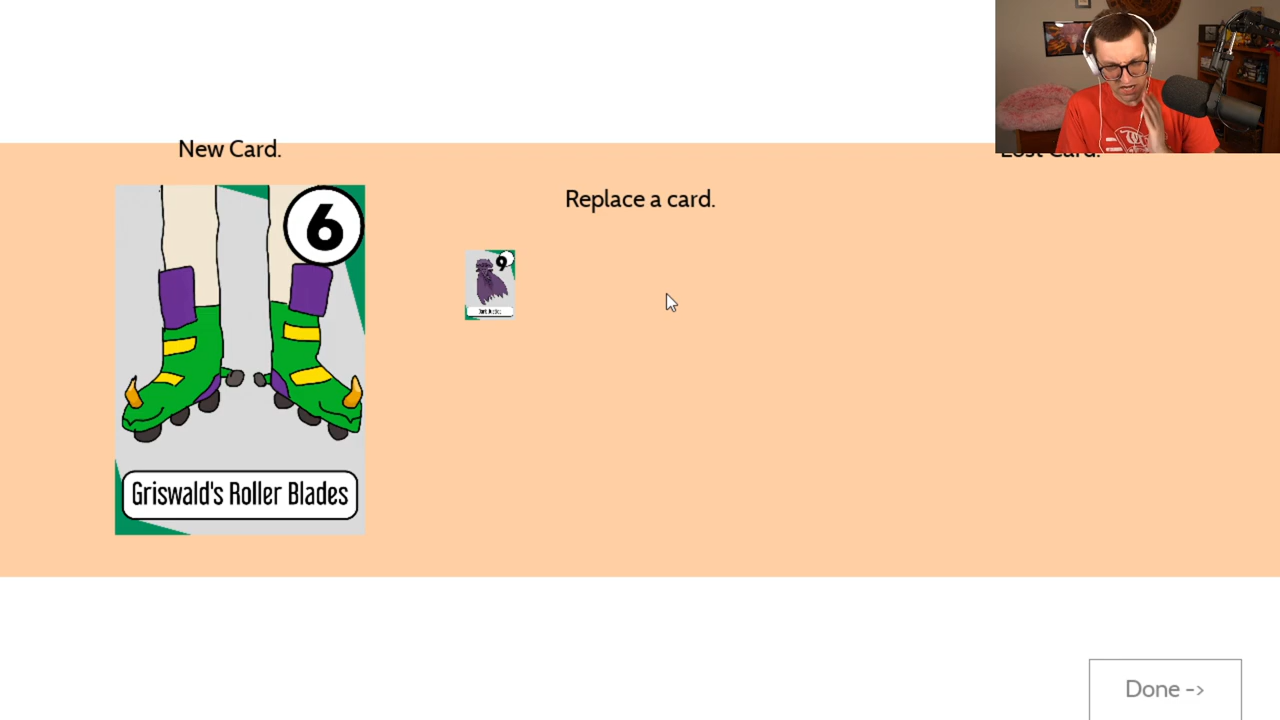 New Card.
Lost Card.
Replace a card.
6
9
Griswald's Roller Blades
Done ->